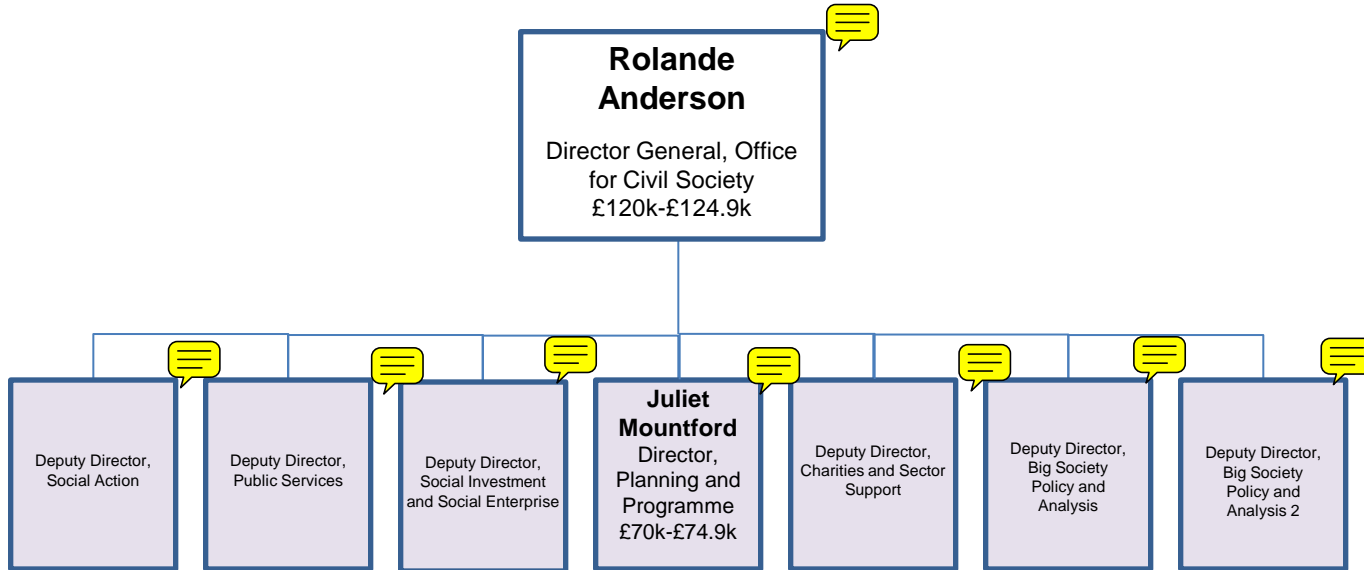 Rolande
Anderson
Director General, Office
for Civil Society
£120k-£124.9k
Deputy Director,
Social Action
Deputy Director,
Public Services
Deputy Director,
Social Investment
and Social Enterprise
Juliet
Mountford
Director,
Planning and
Programme
£70k-£74.9k
Deputy Director,
Charities and Sector
Support
Deputy Director,
Big Society
Policy and
Analysis
Deputy Director,
Big Society
Policy and
Analysis 2